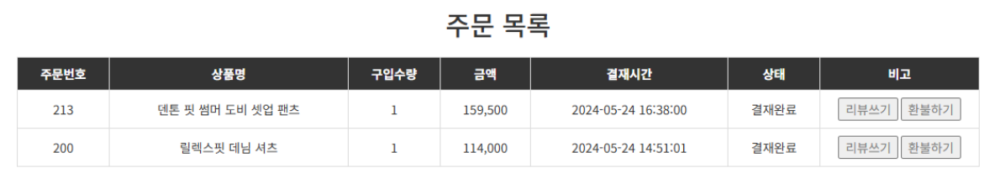 주문 목록
주문번호 상품명 구입수량 금액 결재시간 상태 비고
213 덴톤 핏 썸머 도비 셋업 팬츠 1 159,500 2024-05-24 16:38:00 결재완료 리뷰쓰기 환불하기
200 릴렉스핏 데님 셔츠 1 114,000 2024-05-24 14:51:01 결재완료 리뷰쓰기 환불하기